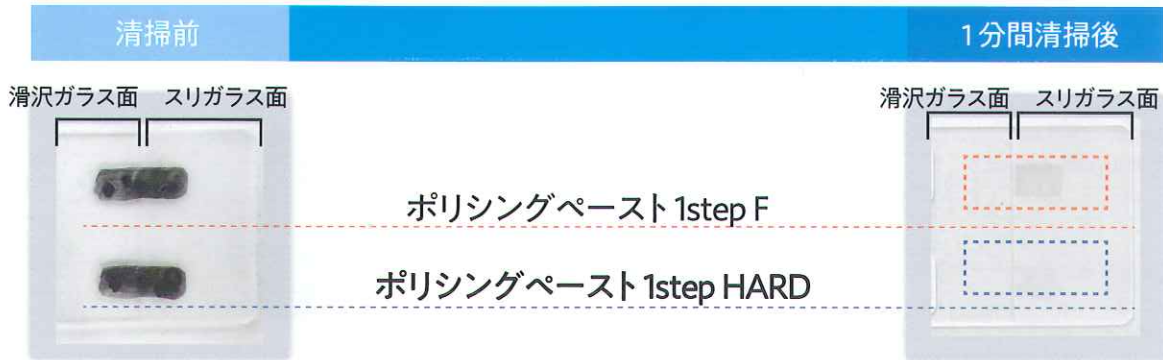 清掃前
1分間清掃後
滑沢ガラス面 スリガラス面
滑沢ガラス面 スリガラス面
ポリシングペースト 1step F
ポリシングペースト 1step HARD